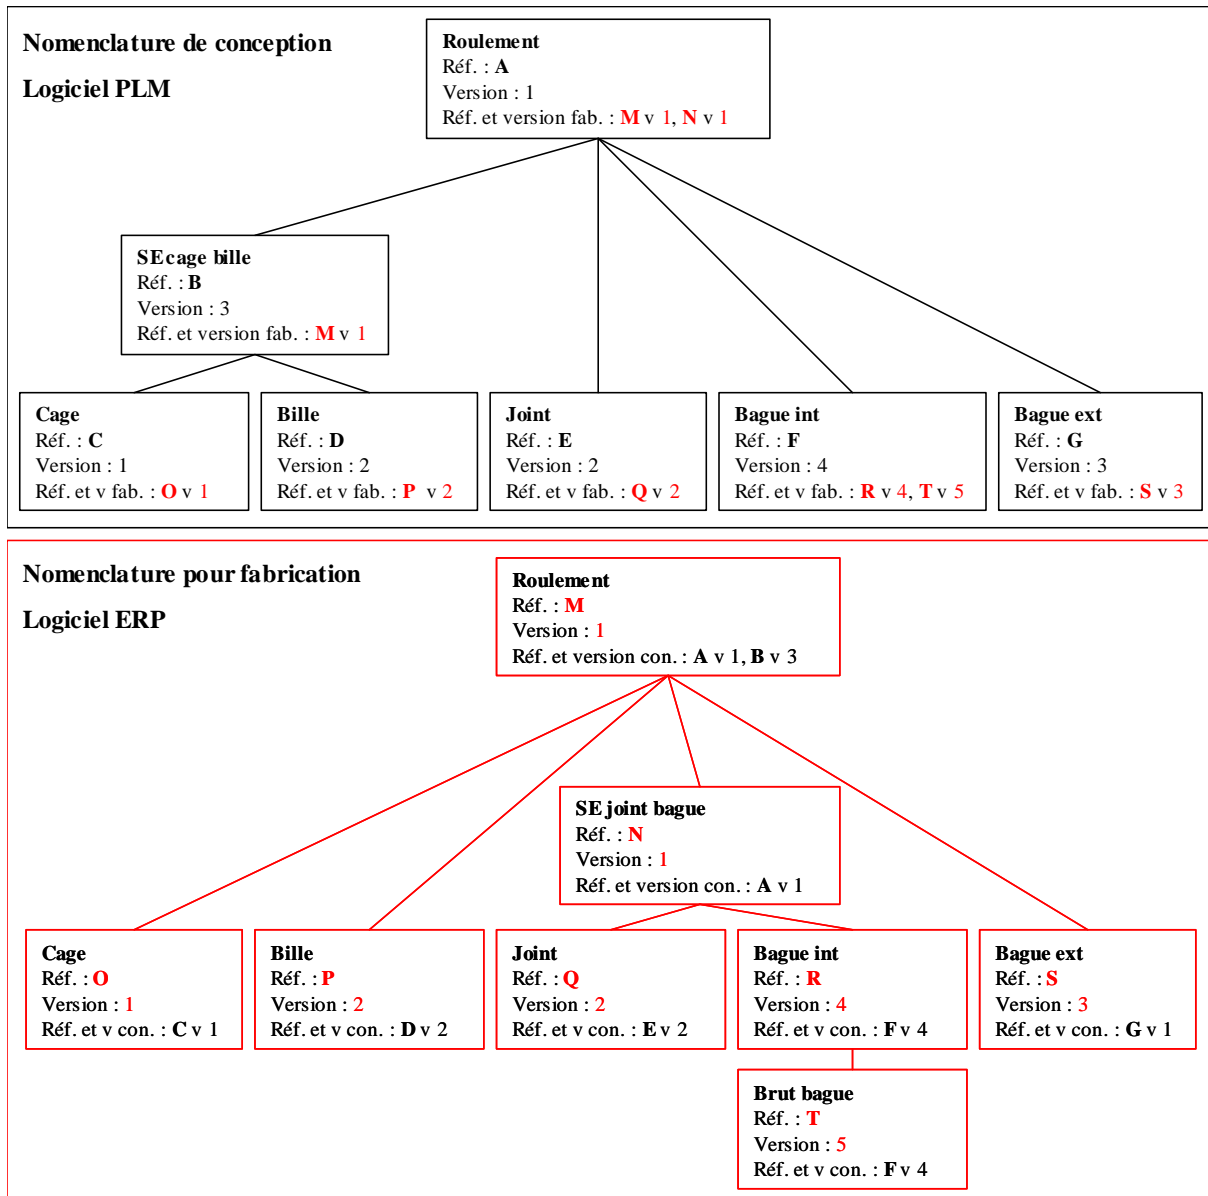 Nomenclature de conception
Logiciel PLM
Roulement
Réf. : A
Version : 1
Réf. et version fab. : M v 1, N v 1
SE cage bille
Réf. : B
Version : 3
Réf. et version fab. : M v 1
Cage
Réf. : C
Version : 1
Réf. et v fab. : O v 1
Bille
Réf. : D
Version : 2
Réf. et v fab. : P v 2
Joint
Réf. : E
Version : 2
Réf. et v fab. : Q v 2
Bague int
Réf. : F
Version : 4
Réf. et v fab. : R v 4, T v 5
Bague ext
Réf. : G
Version : 3
Réf. et v fab. : S v 3
Nomenclature pour fabrication
Logiciel ERP
Roulement
Réf. : M
Version : 1
Réf. et version con. : A v 1, B v 3
SE joint bague
Réf. : N
Version : 1
Réf. et version con. : A v 1
Cage
Réf. : O
Version : 1
Réf. et v con. : C v 1
Bille
Réf. : P
Version : 2
Réf. et v con. : D v 2
Joint
Réf. : Q
Version : 2
Réf. et v con. : E v 2
Bague int
Réf. : R
Version : 4
Réf. et v con. : F v 4
Bague ext
Réf. : S
Version : 3
Réf. et v con. : G v 1
Brut bague
Réf. : T
Version : 5
Réf. et v con. : F v 4